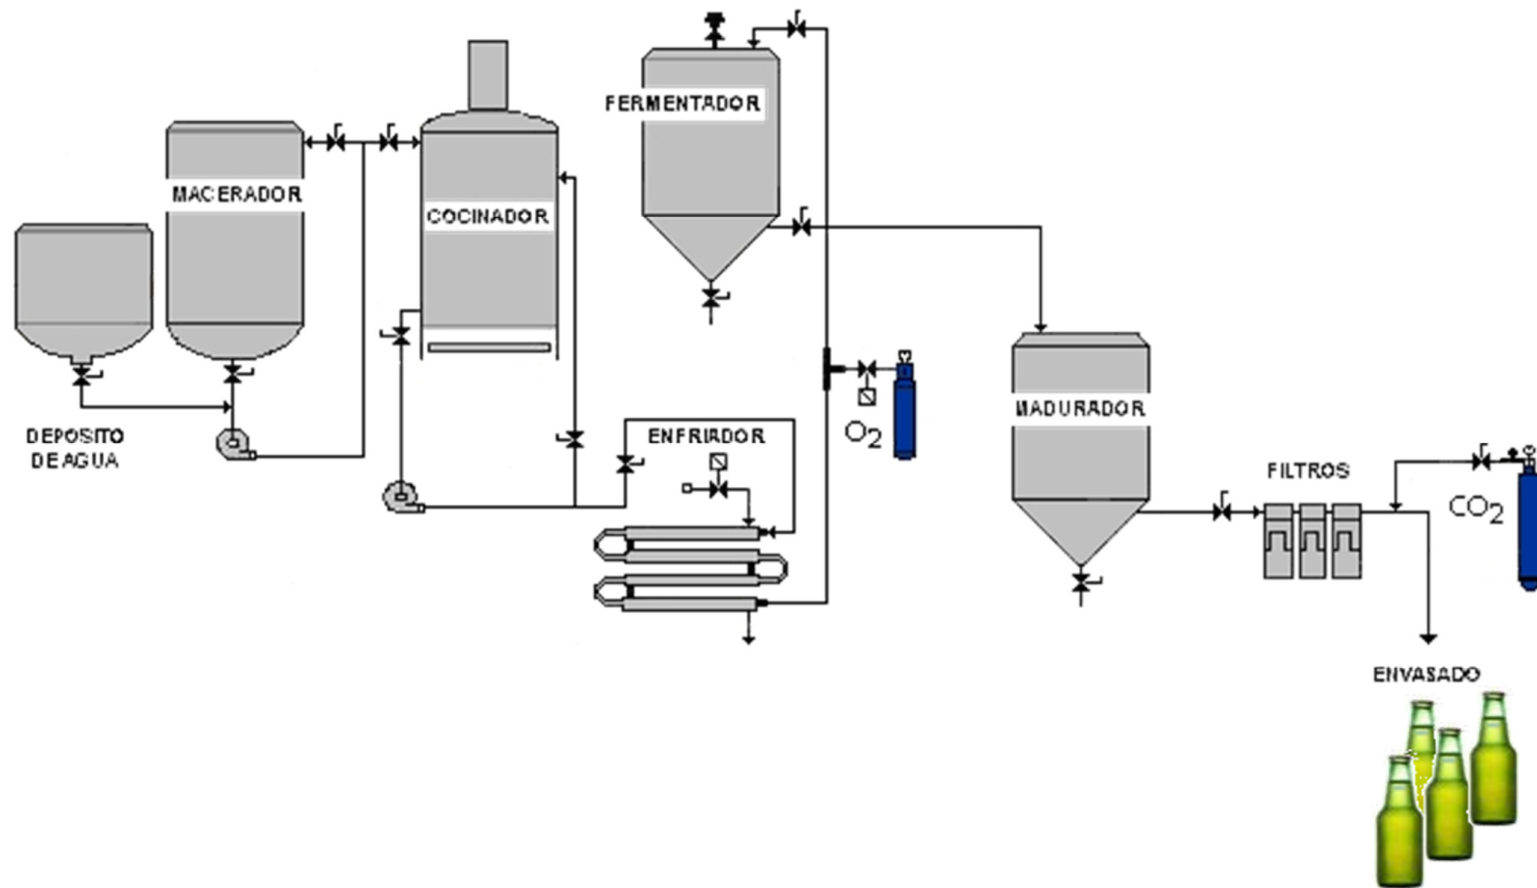 FERMENTADOR
MACERADOR
COCINADOR
DEPOSITO
DE AGUA
ENFRIADOR
O2
MADURADOR
FILTROS
CO2
ENVASADO